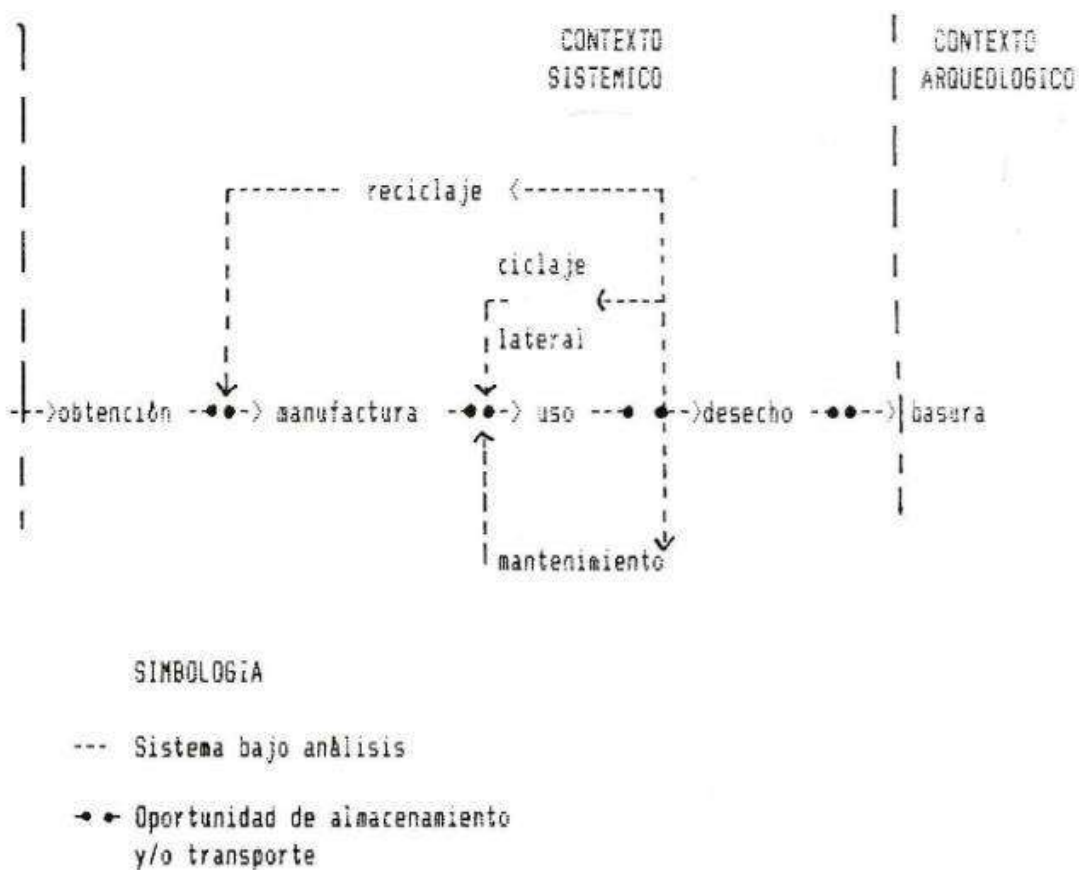 CONTEXTO
SISTEMICO
CONTEXTO
ARQUEOLOGICO
reciclaje
ciclaje
lateral
obtención manufactura uso desecho basura
mantenimiento
SIMBOLOGIA
--- Sistema bajo análisis
Oportunidad de almacenamiento
y/o transporte